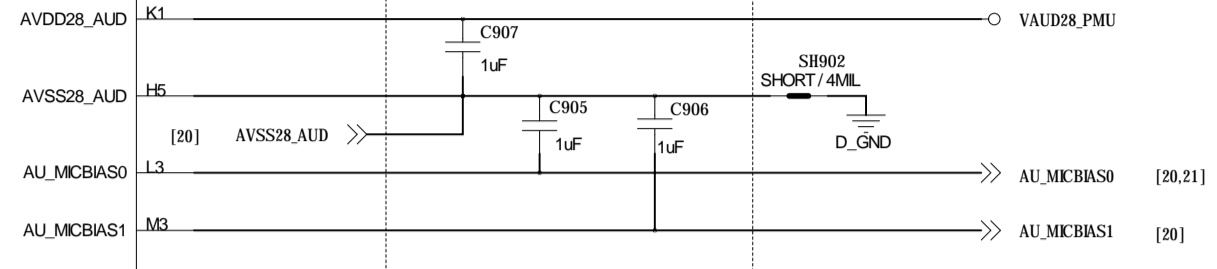 AVDD28_AUD K1 VAUD28_PMU
C907
1uF
SH902
SHORT / 4MIL
AVSS28_AUD H5
C905 C906
[20] AVSS28_AUD
1uF 1uF
D_GND
AU_MICBIAS0 L3 AU_MICBIAS0 [20,21]
AU_MICBIAS1 M3 AU_MICBIAS1 [20]